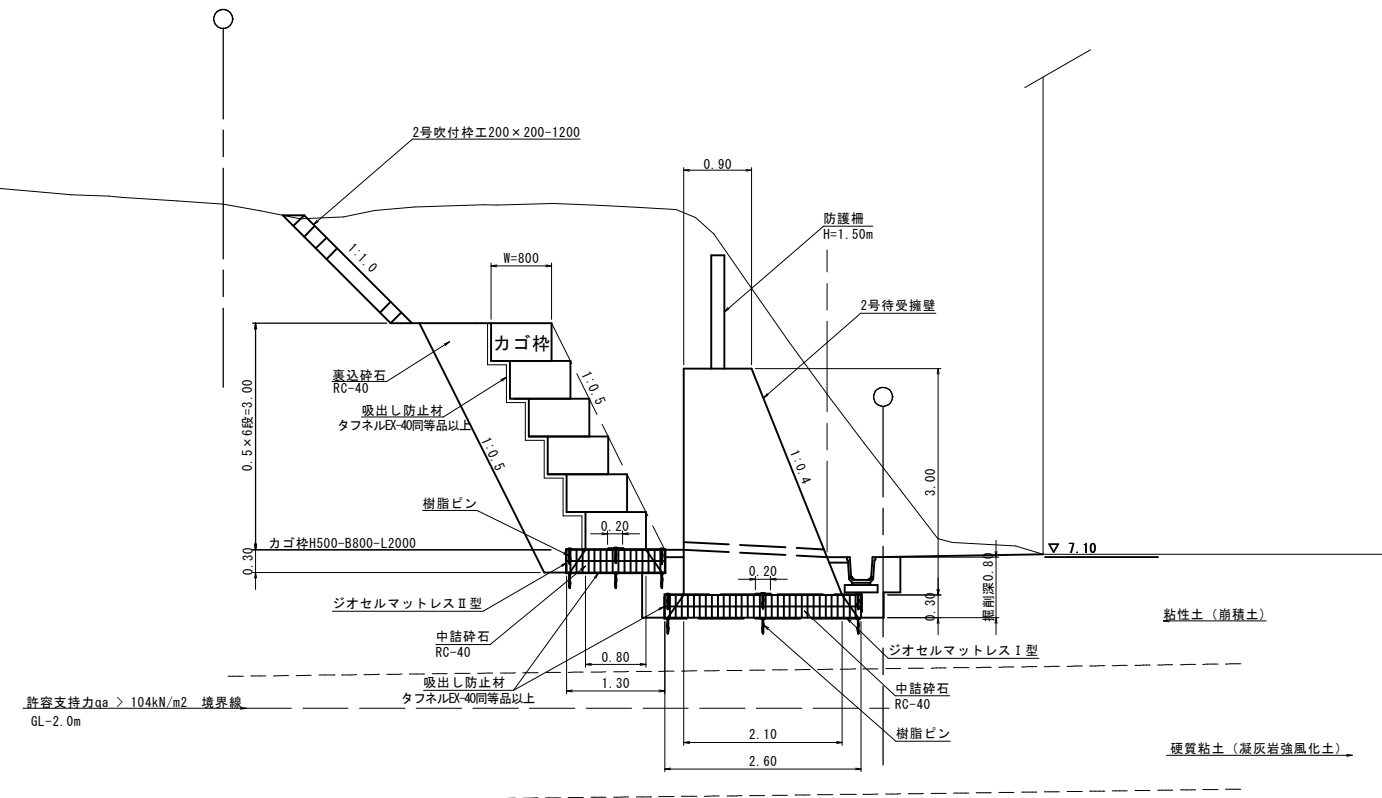 2号吹付枠工200×200-1200
0.90
防護柵
H=1.50m
1:1.0
W=800
2号待受擁壁
カゴ枠
裏込砕石
RC-40
1:0.5
吸出し防止材
タフネルEX-40同等品以上
0.5×6段=3.00
1:0.5
1:0.4
3.00
樹脂ピン
0.20
カゴ枠H500-B800-L2000
▽ 7.10
0.30
0.20
掘削深0.80
0.30
ジオセルマットレスⅡ型
粘性土（崩積土）
中詰砕石
RC-40
ジオセルマットレスⅠ型
0.80
吸出し防止材
タフネルEX-40同等品以上
1.30
中詰砕石
RC-40
許容支持力qa > 104kN/m2 境界線
GL-2.0m
樹脂ピン
2.10
硬質粘土（凝灰岩強風化土）
2.60